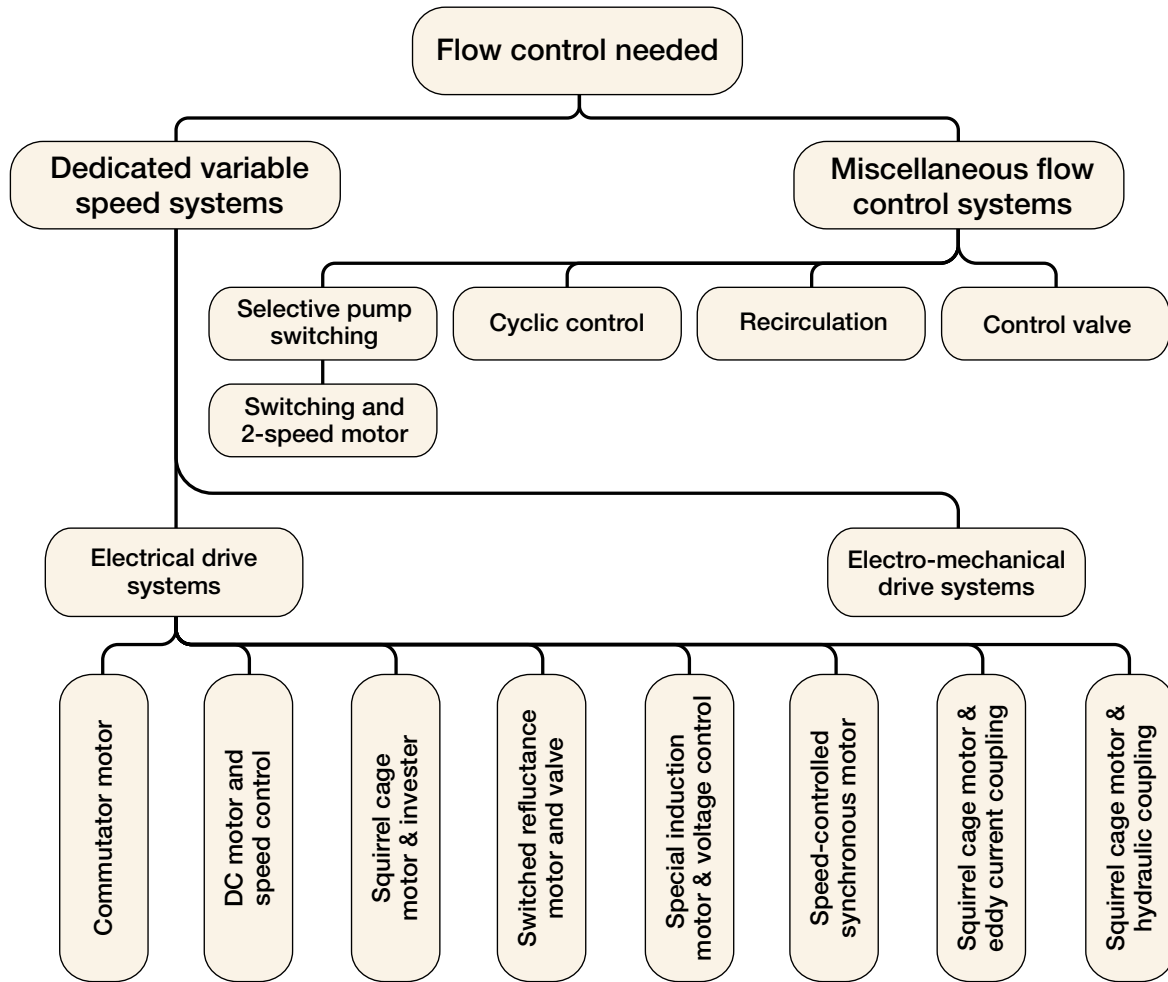 Flow control needed
Dedicated variable
speed systems
Miscellaneous flow
control systems
Selective pump
switching
Cyclic control
Recirculation
Control valve
Switching and
2-speed motor
Electrical drive
systems
Electro-mechanical
drive systems
Commutator motor
DC motor and
speed control
Squirrel cage
motor & invester
Switched refluctance
motor and valve
Special induction
motor & voltage control
Speed-controlled
synchronous motor
Squirrel cage motor &
eddy current coupling
Squirrel cage motor &
hydraulic coupling